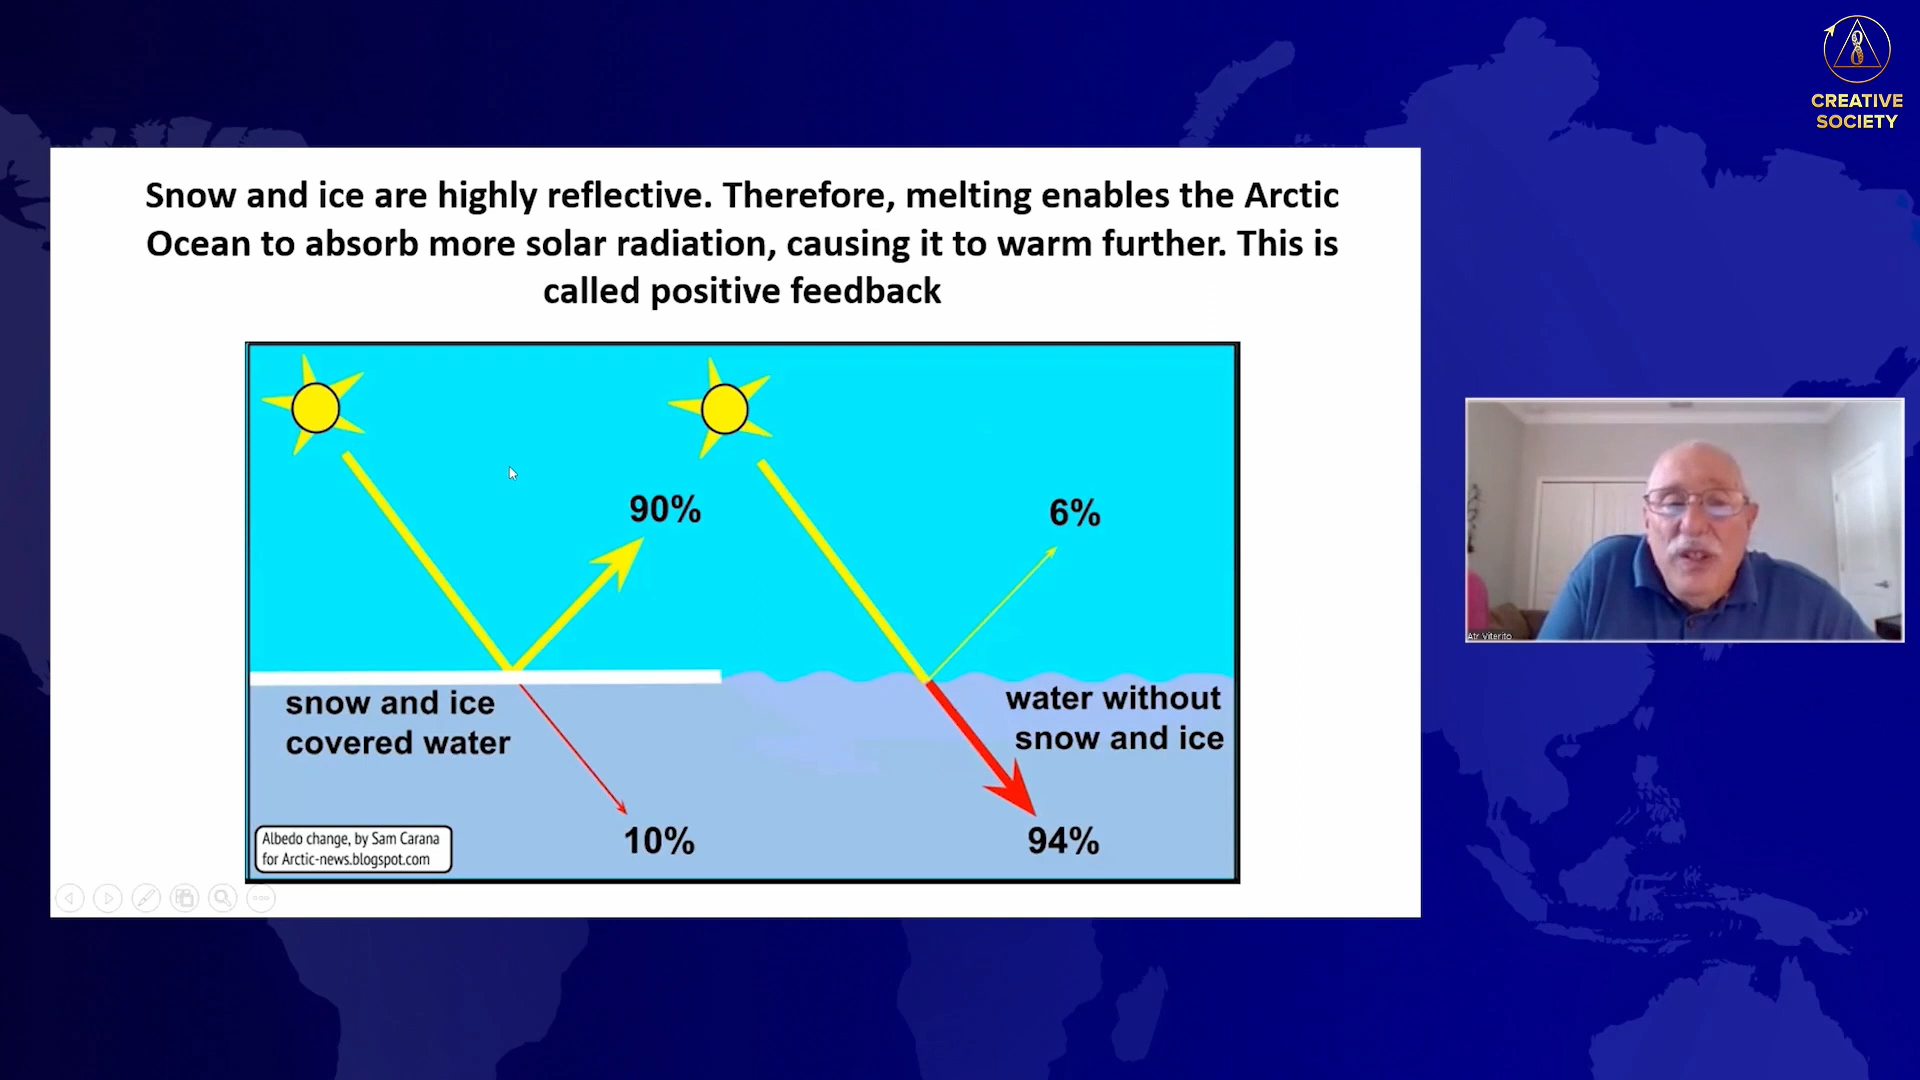 CREATIVE
SOCIETY
Snow and ice are highly reflective. Therefore, melting enables the Arctic
Ocean to absorb more solar radiation, causing it to warm further. This is
called positive feedback
90%
6%
snow and ice
covered water
water without
snow and ice
10%
94%
Albedo change, by Sam Carana
for Arctic-news.blogspot.com
Atr Viterito